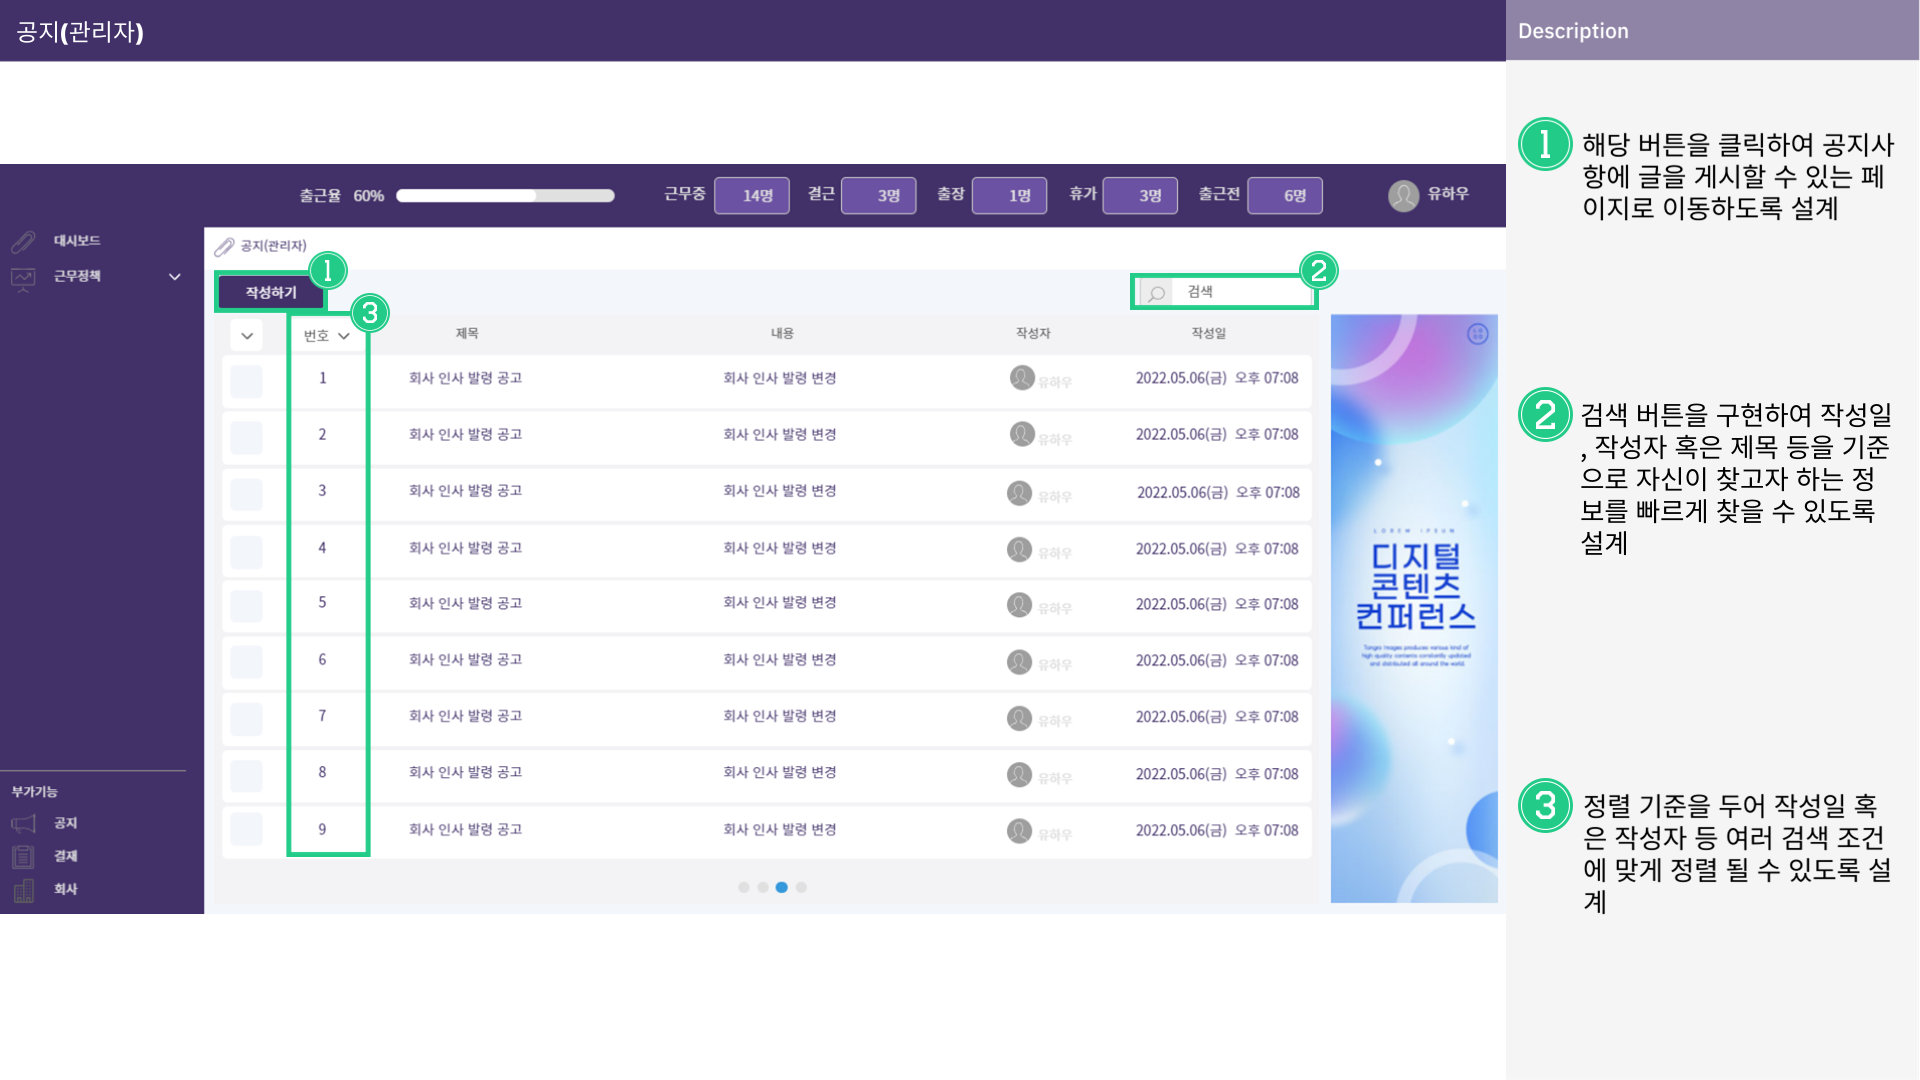 공지(관리자)
Description
출근율 60%
근무중 14명 결근 3명 출장 1명 휴가 3명 출근전 6명
유하우
대시보드
근무정책
부가기능
공지
결재
회사
공지(관리자)
1
작성하기
2
검색
3
번호 제목 내용 작성자 작성일
1 회사 인사 발령 공고 회사 인사 발령 변경 유하우 2022.05.06(금) 오후 07:08
2 회사 인사 발령 공고 회사 인사 발령 변경 유하우 2022.05.06(금) 오후 07:08
3 회사 인사 발령 공고 회사 인사 발령 변경 유하우 2022.05.06(금) 오후 07:08
4 회사 인사 발령 공고 회사 인사 발령 변경 유하우 2022.05.06(금) 오후 07:08
5 회사 인사 발령 공고 회사 인사 발령 변경 유하우 2022.05.06(금) 오후 07:08
6 회사 인사 발령 공고 회사 인사 발령 변경 유하우 2022.05.06(금) 오후 07:08
7 회사 인사 발령 공고 회사 인사 발령 변경 유하우 2022.05.06(금) 오후 07:08
8 회사 인사 발령 공고 회사 인사 발령 변경 유하우 2022.05.06(금) 오후 07:08
9 회사 인사 발령 공고 회사 인사 발령 변경 유하우 2022.05.06(금) 오후 07:08
LOREM IPSUM
디지털
콘텐츠
컨퍼런스
Tongro images produces various kind of
high quality contents constantly updated
and distributed all around the world.
1 해당 버튼을 클릭하여 공지사
항에 글을 게시할 수 있는 페
이지로 이동하도록 설계
2 검색 버튼을 구현하여 작성일
, 작성자 혹은 제목 등을 기준
으로 자신이 찾고자 하는 정
보를 빠르게 찾을 수 있도록
설계
3 정렬 기준을 두어 작성일 혹
은 작성자 등 여러 검색 조건
에 맞게 정렬 될 수 있도록 설
계